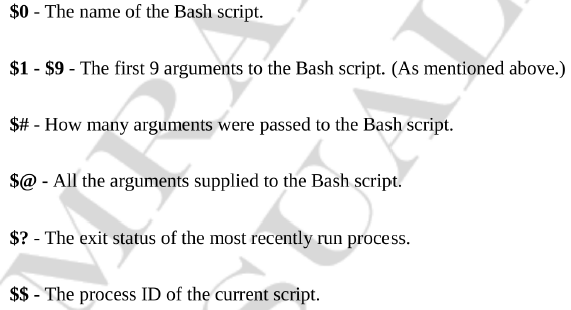 $0 - The name of the Bash script.
$1 - $9 - The first 9 arguments to the Bash script. (As mentioned above.)
$# - How many arguments were passed to the Bash script.
$@ - All the arguments supplied to the Bash script.
$? - The exit status of the most recently run process.
$$ - The process ID of the current script.